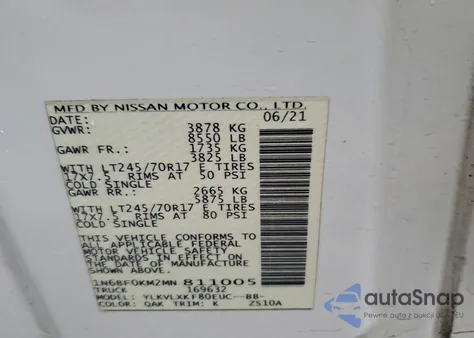 MFD BY NISSAN MOTOR CO., LTD.
DATE: 06/21
GVWR: 3878 KG
8550 LB
GAWR FR.: 1735 KG
3825 LB
WITH LT245/70R17 E TIRES
17X7.5 RIMS AT 50 PSI
COLD SINGLE
GAWR RR.: 2665 KG
5875 LB
WITH LT245/70R17 E TIRES
17X7.5 RIMS AT 80 PSI
COLD SINGLE
THIS VEHICLE CONFORMS TO
ALL APPLICABLE FEDERAL
MOTOR VEHICLE SAFETY
STANDARDS IN EFFECT ON
THE DATE OF MANUFACTURE
1N6BF0KM2MN 811005
TRUCK 169632
MODEL: YLKVLXKF80EUC--BB-
COLOR: QAK TRIM: K ZS10A
autoSnap
Pewne auta z USA i EU